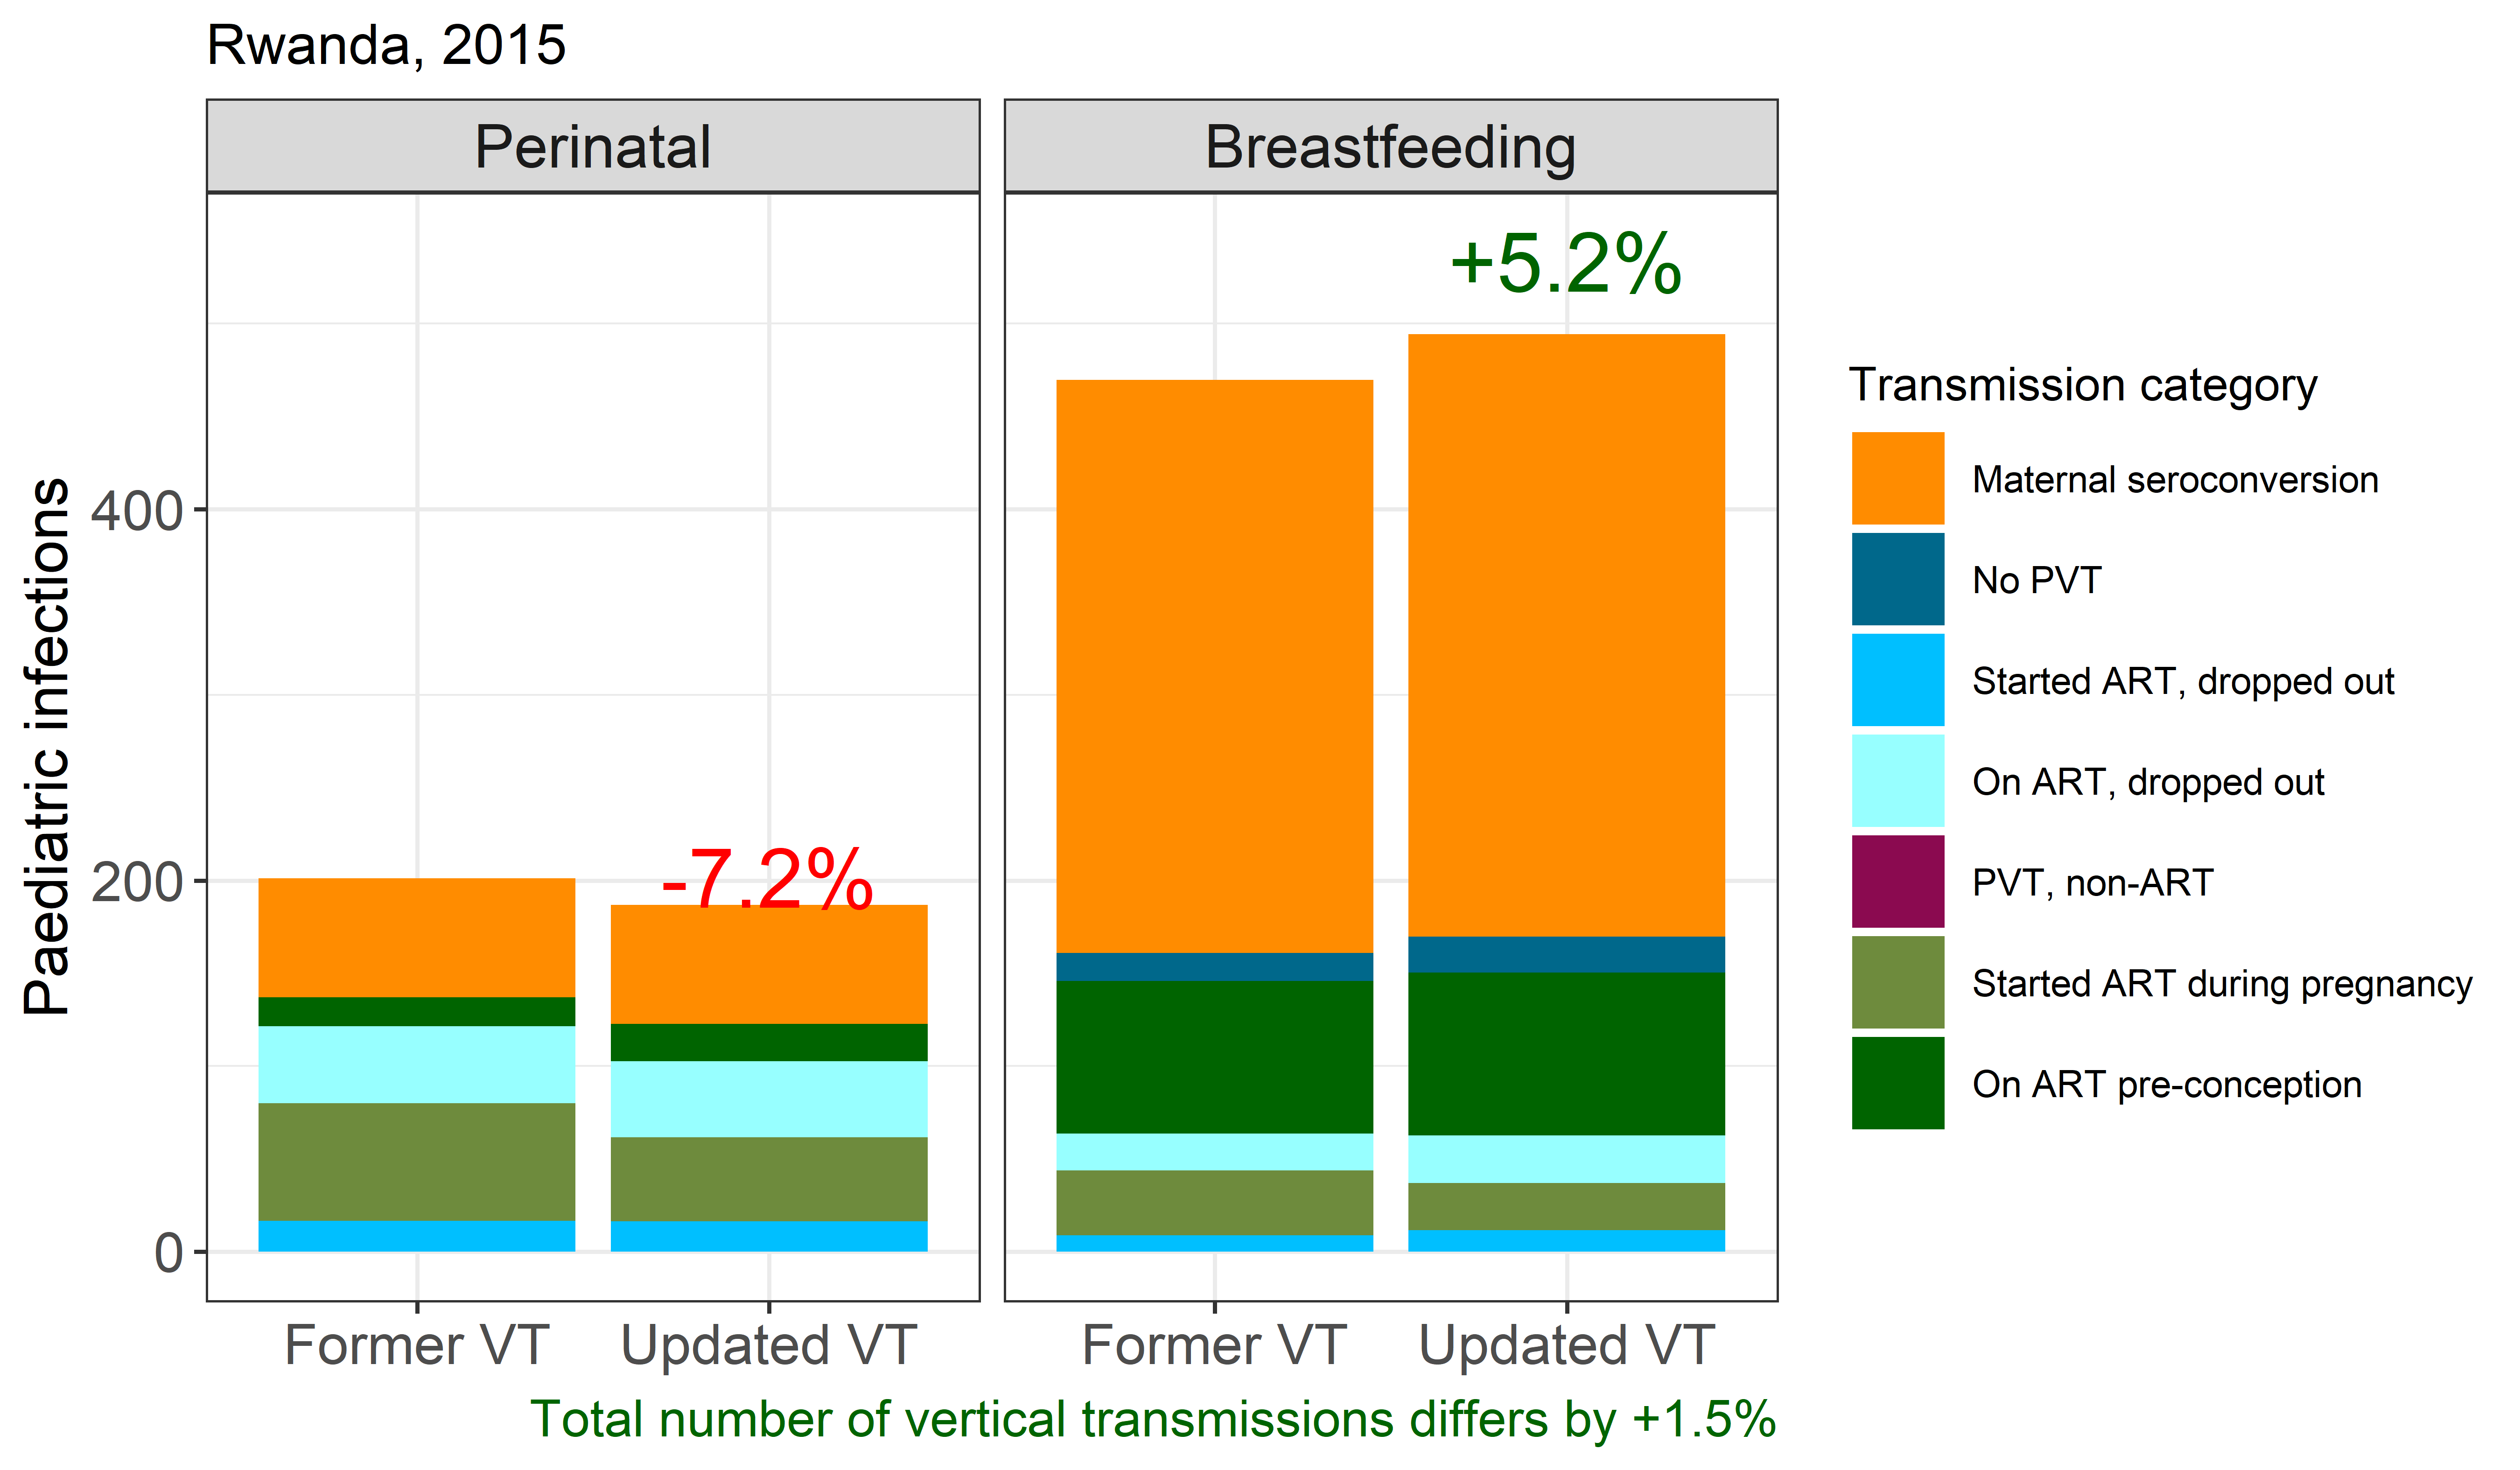 Rwanda, 2015
Perinatal
Breastfeeding
Paediatric infections
400
200
0
-7.2%
+5.2%
Former VT
Updated VT
Former VT
Updated VT
Total number of vertical transmissions differs by +1.5%
Transmission category
Maternal seroconversion
No PVT
Started ART, dropped out
On ART, dropped out
PVT, non-ART
Started ART during pregnancy
On ART pre-conception